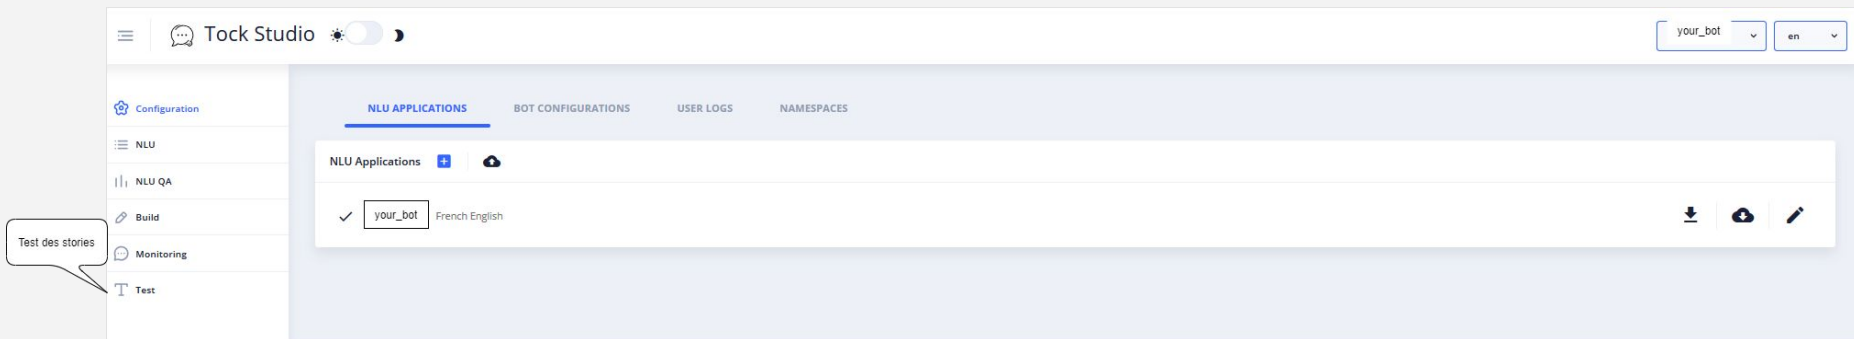 Tock Studio
your_bot
en
Configuration
NLU
NLU QA
Build
Monitoring
Test
Test des stories
NLU APPLICATIONS BOT CONFIGURATIONS USER LOGS NAMESPACES
NLU Applications
your_bot French English